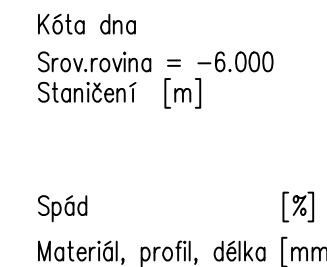 Kóta dna
Srov.rovina = -6.000
Staničení [m]
Spád [%]
Materiál, profil, délka [mm